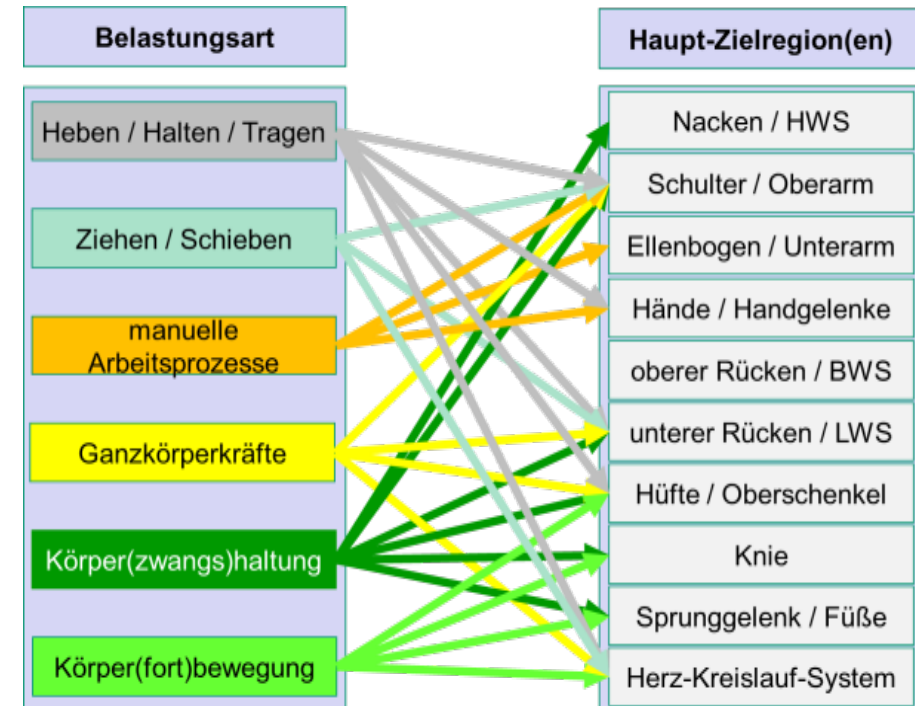 Belastungsart
Heben / Halten / Tragen
Ziehen / Schieben
manuelle
Arbeitsprozesse
Ganzkörperkräfte
Körper(zwangs)haltung
Körper(fort)bewegung
Haupt-Zielregion(en)
Nacken / HWS
Schulter / Oberarm
Ellenbogen / Unterarm
Hände / Handgelenke
oberer Rücken / BWS
unterer Rücken / LWS
Hüfte / Oberschenkel
Knie
Sprunggelenk / Füße
Herz-Kreislauf-System